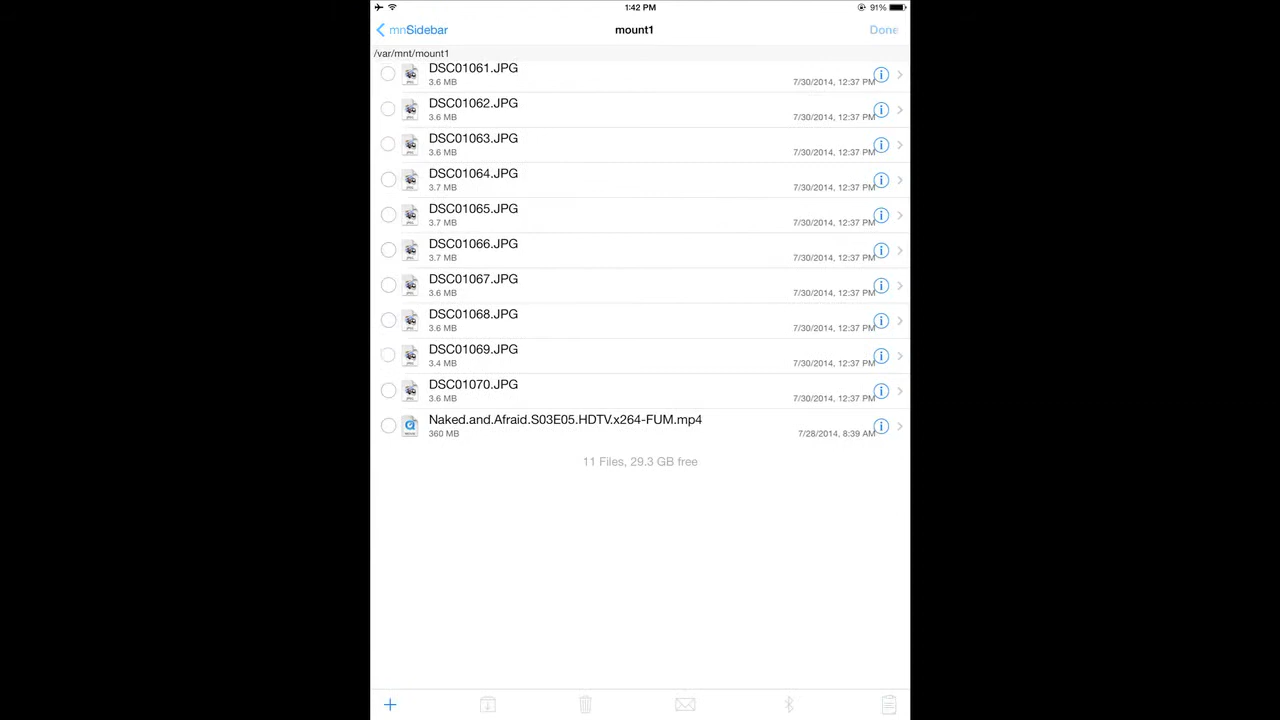 1:42 PM
91%
mnSidebar
mount1
Done
/var/mnt/mount1
DSC01061.JPG
3.6 MB
7/30/2014, 12:37 PM
DSC01062.JPG
3.6 MB
7/30/2014, 12:37 PM
DSC01063.JPG
3.6 MB
7/30/2014, 12:37 PM
DSC01064.JPG
3.7 MB
7/30/2014, 12:37 PM
DSC01065.JPG
3.7 MB
7/30/2014, 12:37 PM
DSC01066.JPG
3.7 MB
7/30/2014, 12:37 PM
DSC01067.JPG
3.6 MB
7/30/2014, 12:37 PM
DSC01068.JPG
3.6 MB
7/30/2014, 12:37 PM
DSC01069.JPG
3.4 MB
7/30/2014, 12:37 PM
DSC01070.JPG
3.6 MB
7/30/2014, 12:37 PM
Naked.and.Afraid.S03E05.HDTV.x264-FUM.mp4
360 MB
7/28/2014, 8:39 AM
11 Files, 29.3 GB free